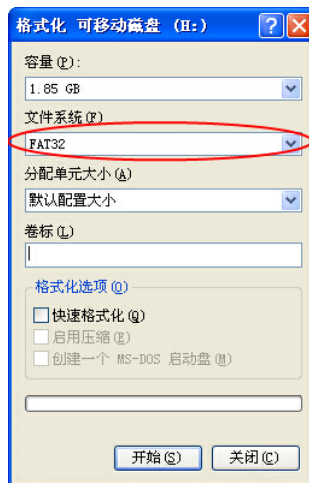 格式化 可移动磁盘 (H:)
容量(P):
1.85 GB
文件系统(F)
FAT32
分配单元大小(A)
默认配置大小
卷标(L)
格式化选项(O)
快速格式化(Q)
启用压缩(E)
创建一个 MS-DOS 启动盘(M)
开始(S)
关闭(C)